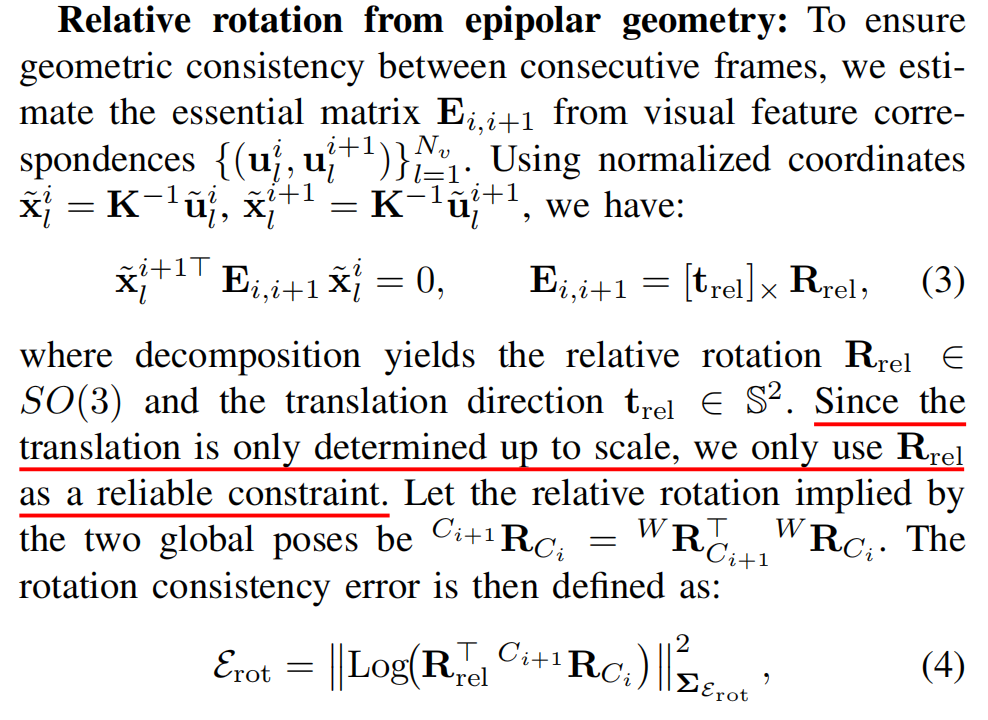 Relative rotation from epipolar geometry: To ensure
geometric consistency between consecutive frames, we esti-
mate the essential matrix $\mathbf{E}_{i,i+1}$ from visual feature corre-
spondences $\{(\mathbf{u}_l^i, \mathbf{u}_l^{i+1})\}_{l=1}^{N_v}$. Using normalized coordinates
$\tilde{\mathbf{x}}_l^i = \mathbf{K}^{-1}\tilde{\mathbf{u}}_l^i$, $\tilde{\mathbf{x}}_l^{i+1} = \mathbf{K}^{-1}\tilde{\mathbf{u}}_l^{i+1}$, we have:
$\tilde{\mathbf{x}}_l^{i+1\top} \mathbf{E}_{i,i+1} \tilde{\mathbf{x}}_l^i = 0, \quad \mathbf{E}_{i,i+1} = [\mathbf{t}_{\text{rel}}]_\times \mathbf{R}_{\text{rel}},$ (3)
where decomposition yields the relative rotation $\mathbf{R}_{\text{rel}} \in$
$SO(3)$ and the translation direction $\mathbf{t}_{\text{rel}} \in \mathbb{S}^2$. Since the
translation is only determined up to scale, we only use $\mathbf{R}_{\text{rel}}$
as a reliable constraint. Let the relative rotation implied by
the two global poses be ${}^{C_{i+1}}\mathbf{R}_{C_i} = {}^W\mathbf{R}_{C_{i+1}}^\top {}^W\mathbf{R}_{C_i}$. The
rotation consistency error is then defined as:
$\mathcal{E}_{\text{rot}} = \left\| \text{Log}(\mathbf{R}_{\text{rel}}^\top {}^{C_{i+1}}\mathbf{R}_{C_i}) \right\|_{\mathbf{\Sigma}_{\mathcal{E}_{\text{rot}}}}^2,$ (4)